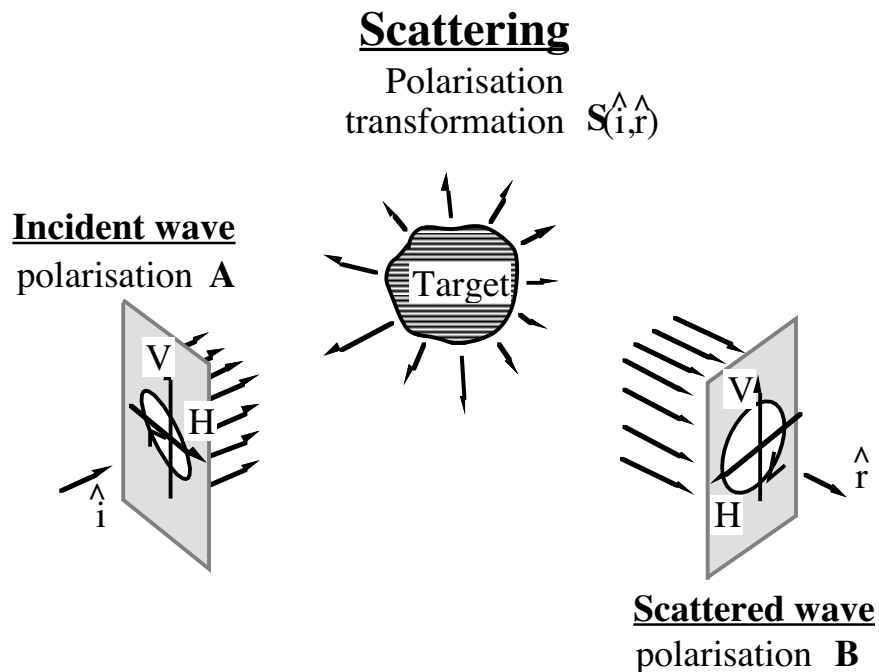 Scattering
Polarisation
transformation S(î,r̂)
Incident wave
polarisation A
Target
V
H
î
V
H
r̂
Scattered wave
polarisation B